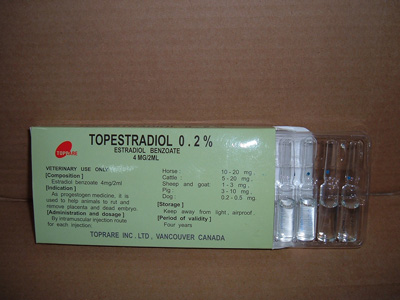 TOPESTRADIOL 0.2%
ESTRADIOL BENZOATE
4 MG/2ML
TOPRARE
VETERINARY USE ONLY
[Composition]
Estradiol benzoate 4mg/2ml
[Indication]
As progestogen medicine, it is
used to help animals to rut and
remove placenta and dead embryo.
[Administration and dosage]
By intramuscular injection route
for each injection.
Horse 10 - 20 mg.
Cattle 5 - 20 mg.
Sheep and goat 1 - 3 mg.
Pig 3 - 10 mg.
Dog 0.2 - 0.5 mg.
[Storage]
Keep away from light, airproof.
[Period of validity]
Four years
TOPRARE INC. LTD., VANCOUVER CANADA